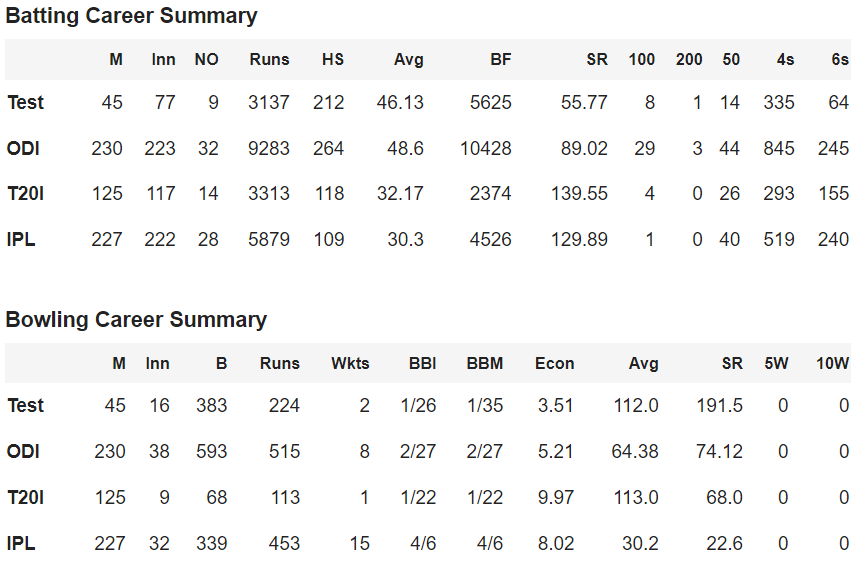 Batting Career Summary
M Inn NO Runs HS Avg BF SR 100 200 50 4s 6s
Test 45 77 9 3137 212 46.13 5625 55.77 8 1 14 335 64
ODI 230 223 32 9283 264 48.6 10428 89.02 29 3 44 845 245
T20I 125 117 14 3313 118 32.17 2374 139.55 4 0 26 293 155
IPL 227 222 28 5879 109 30.3 4526 129.89 1 0 40 519 240
Bowling Career Summary
M Inn B Runs Wkts BBI BBM Econ Avg SR 5W 10W
Test 45 16 383 224 2 1/26 1/35 3.51 112.0 191.5 0 0
ODI 230 38 593 515 8 2/27 2/27 5.21 64.38 74.12 0 0
T20I 125 9 68 113 1 1/22 1/22 9.97 113.0 68.0 0 0
IPL 227 32 339 453 15 4/6 4/6 8.02 30.2 22.6 0 0